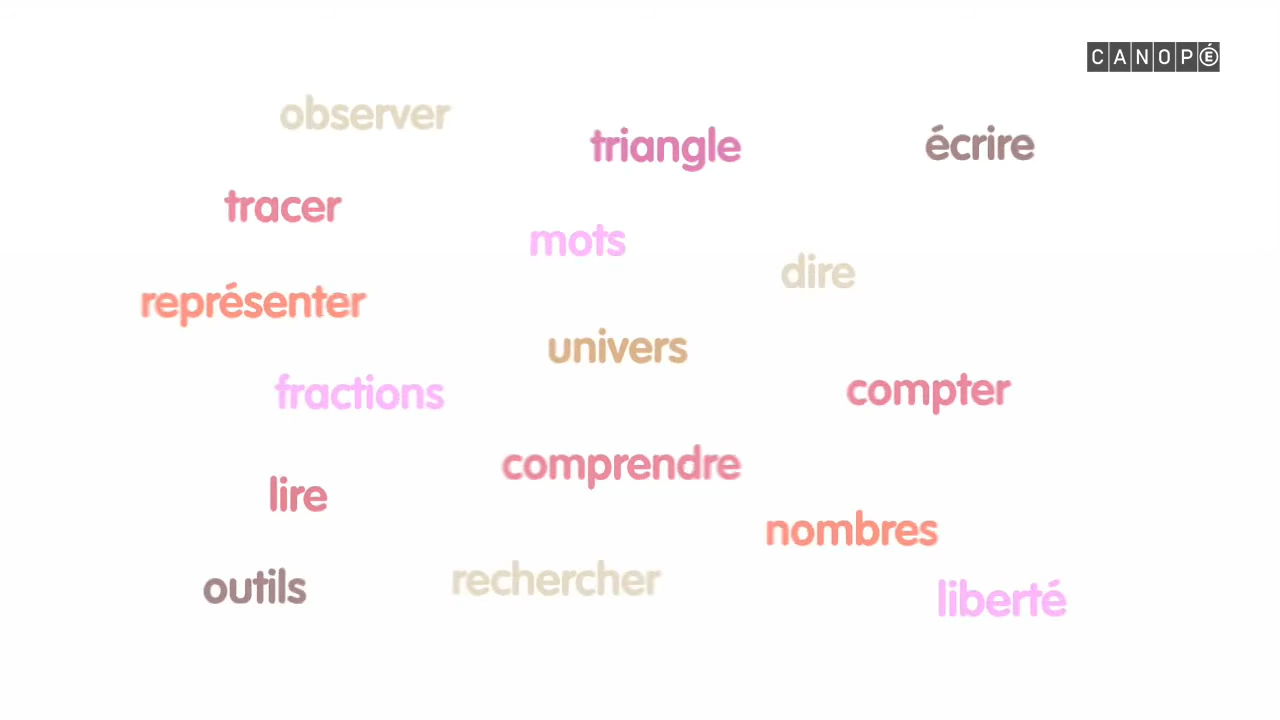 CANOPÉ
observer
triangle
écrire
tracer
mots
dire
représenter
univers
fractions
compter
comprendre
lire
nombres
outils
rechercher
liberté